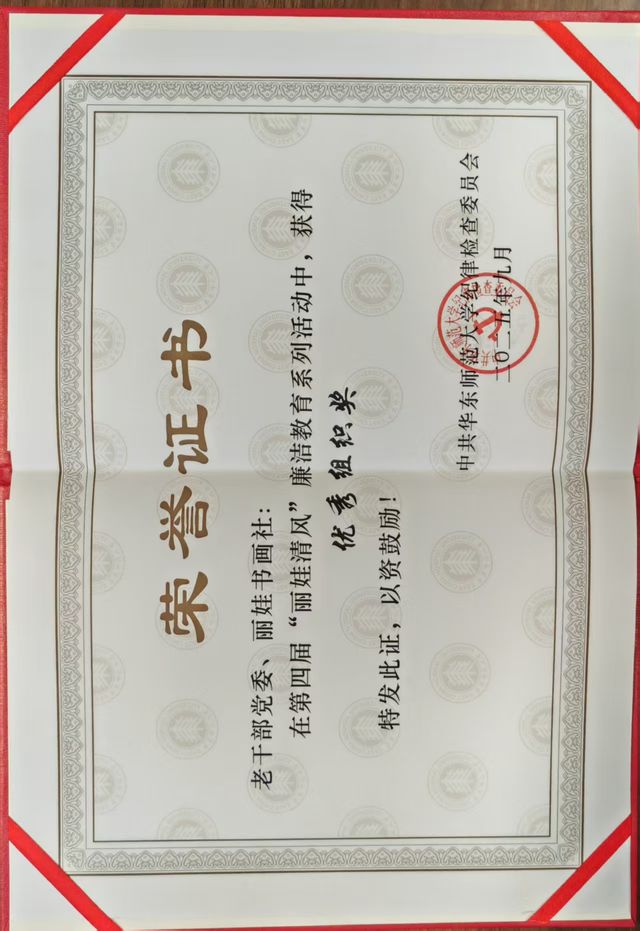 荣誉证书
老干部党委、丽娃书画社：
在第四届“丽娃清风”廉洁教育系列活动中，获得
优秀组织奖
特发此证，以资鼓励！
中共华东师范大学纪律检查委员会
二〇二五年九月